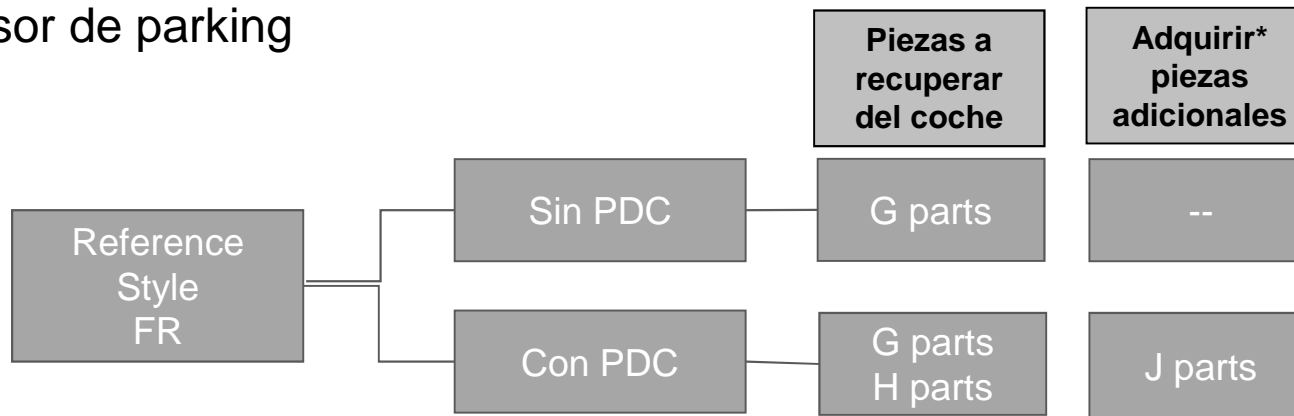 sor de parking
Piezas a
recuperar
del coche
Adquirir*
piezas
adicionales
Reference
Style
FR
Sin PDC
G parts
--
Con PDC
G parts
H parts
J parts